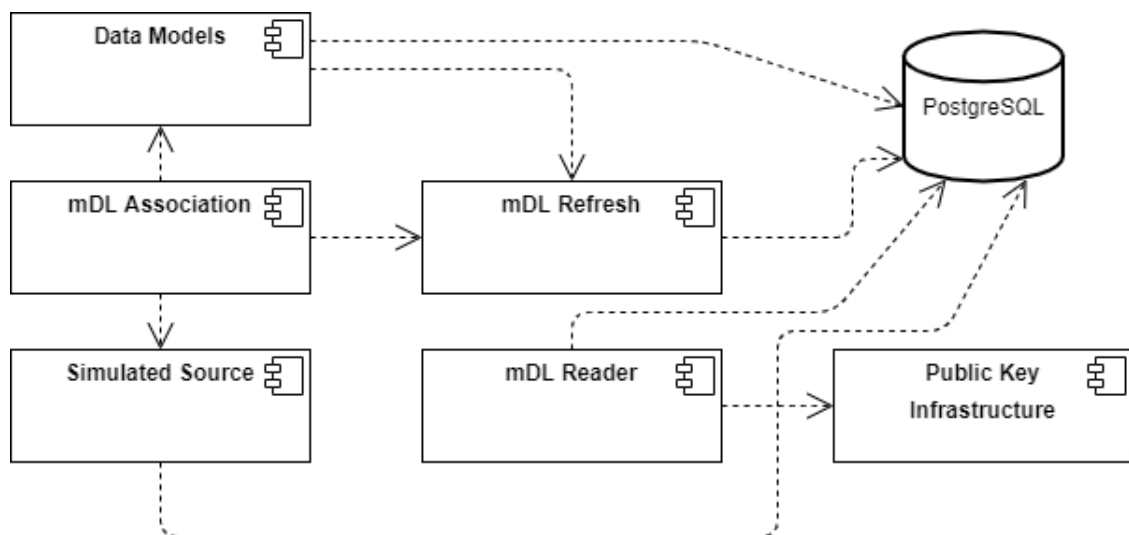 Data Models
PostgreSQL
mDL Association
mDL Refresh
Simulated Source
mDL Reader
Public Key
Infrastructure